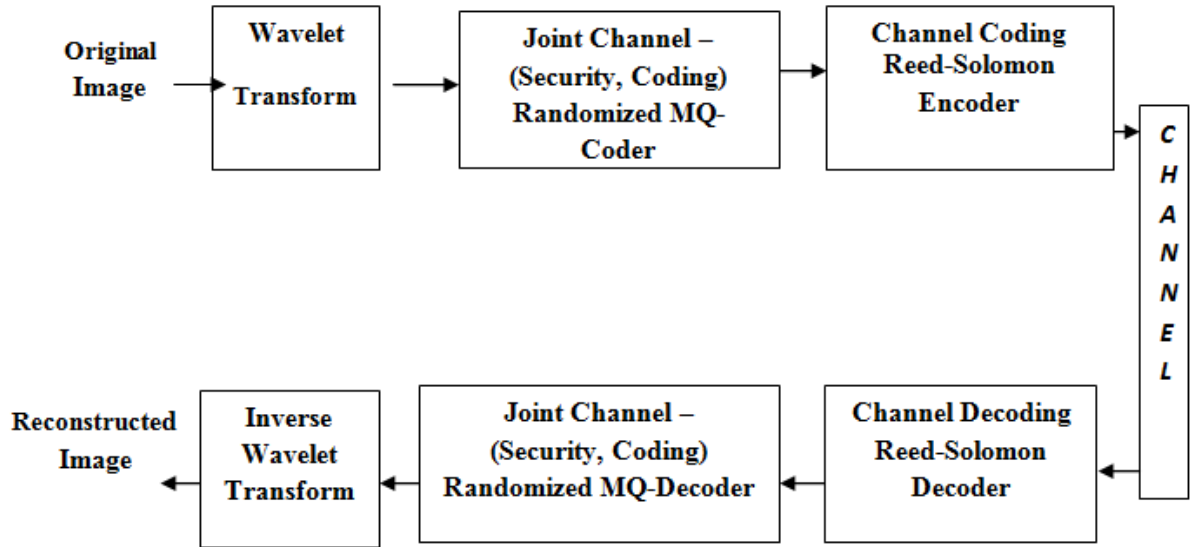 Original
Image
Wavelet
Transform
Joint Channel –
(Security, Coding)
Randomized MQ-
Coder
Channel Coding
Reed-Solomon
Encoder
C
H
A
N
N
E
L
Reconstructed
Image
Inverse
Wavelet
Transform
Joint Channel –
(Security, Coding)
Randomized MQ-Decoder
Channel Decoding
Reed-Solomon
Decoder